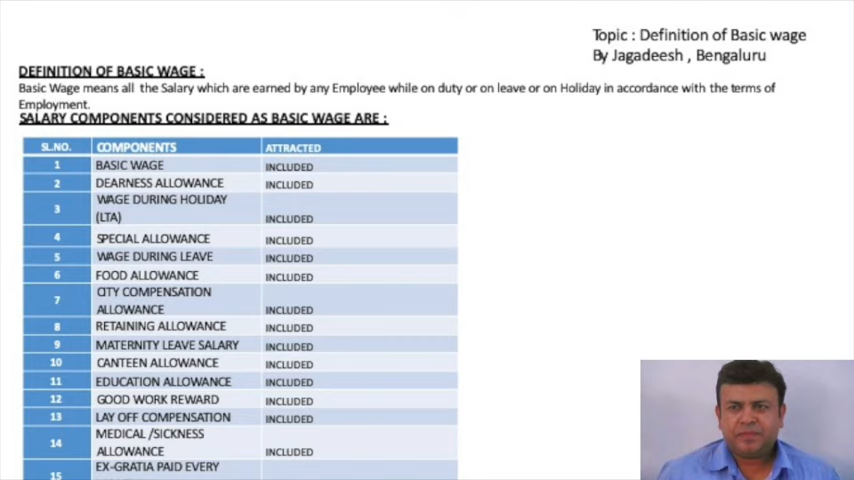 Topic : Definition of Basic wage
By Jagadeesh , Bengaluru
DEFINITION OF BASIC WAGE :
Basic Wage means all the Salary which are earned by any Employee while on duty or on leave or on Holiday in accordance with the terms of
Employment.
SALARY COMPONENTS CONSIDERED AS BASIC WAGE ARE :
SL.NO. COMPONENTS ATTRACTED
1 BASIC WAGE INCLUDED
2 DEARNESS ALLOWANCE INCLUDED
3 WAGE DURING HOLIDAY
(LTA) INCLUDED
4 SPECIAL ALLOWANCE INCLUDED
5 WAGE DURING LEAVE INCLUDED
6 FOOD ALLOWANCE INCLUDED
7 CITY COMPENSATION
ALLOWANCE INCLUDED
8 RETAINING ALLOWANCE INCLUDED
9 MATERNITY LEAVE SALARY INCLUDED
10 CANTEEN ALLOWANCE INCLUDED
11 EDUCATION ALLOWANCE INCLUDED
12 GOOD WORK REWARD INCLUDED
13 LAY OFF COMPENSATION INCLUDED
14 MEDICAL /SICKNESS
ALLOWANCE INCLUDED
15 EX-GRATIA PAID EVERY